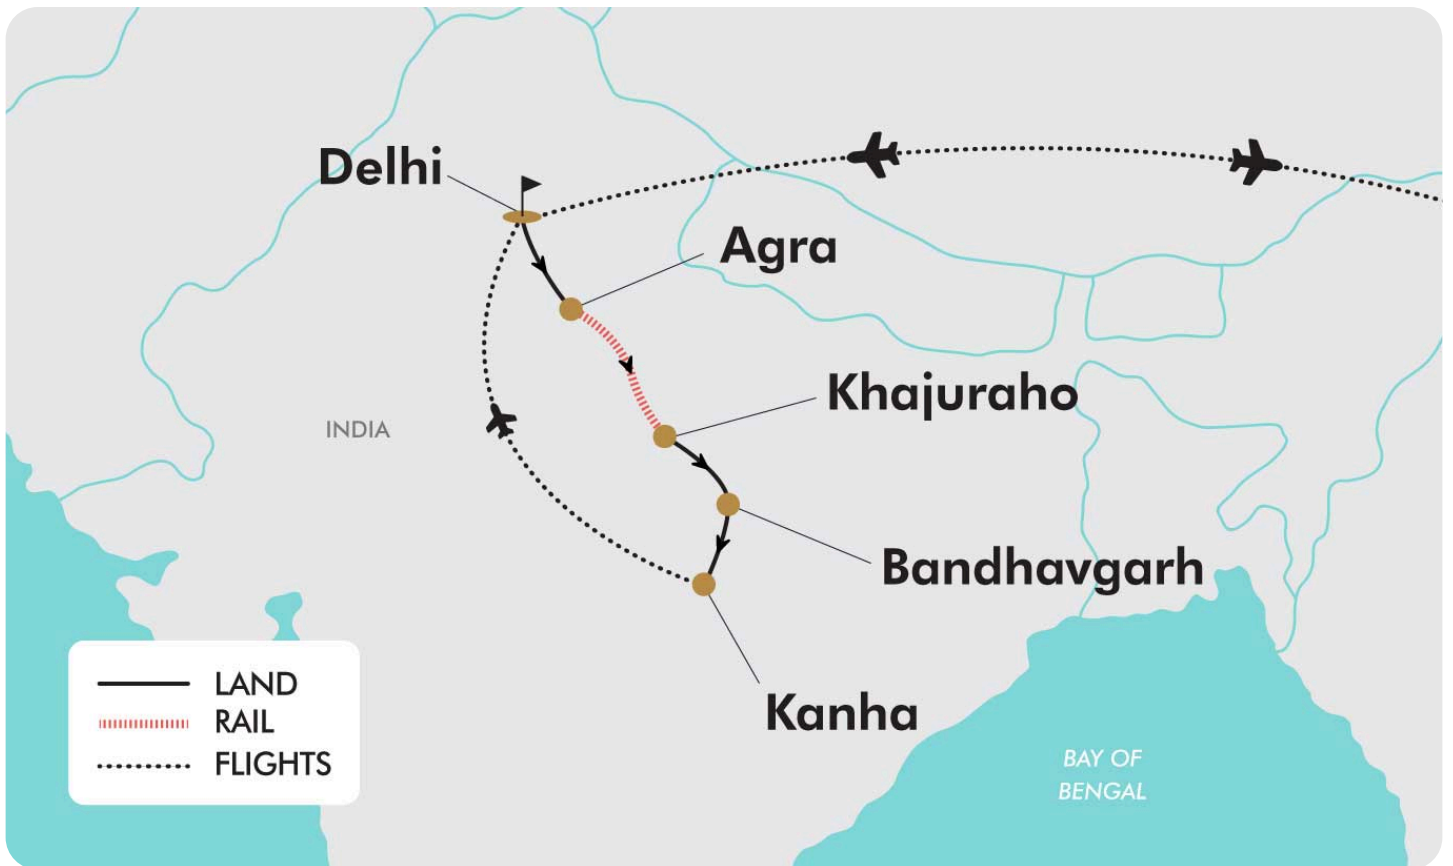 Delhi
Agra
Khajuraho
INDIA
Bandhavgarh
Kanha
LAND
RAIL
FLIGHTS
BAY OF
BENGAL